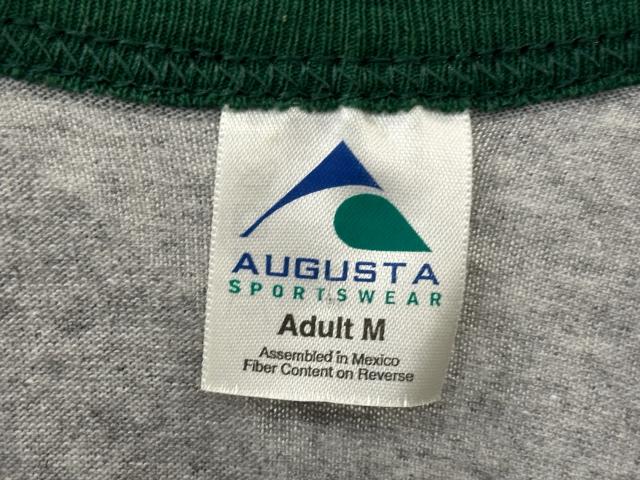 AUGUSTA
SPORTSWEAR
Adult M
Assembled in Mexico
Fiber Content on Reverse